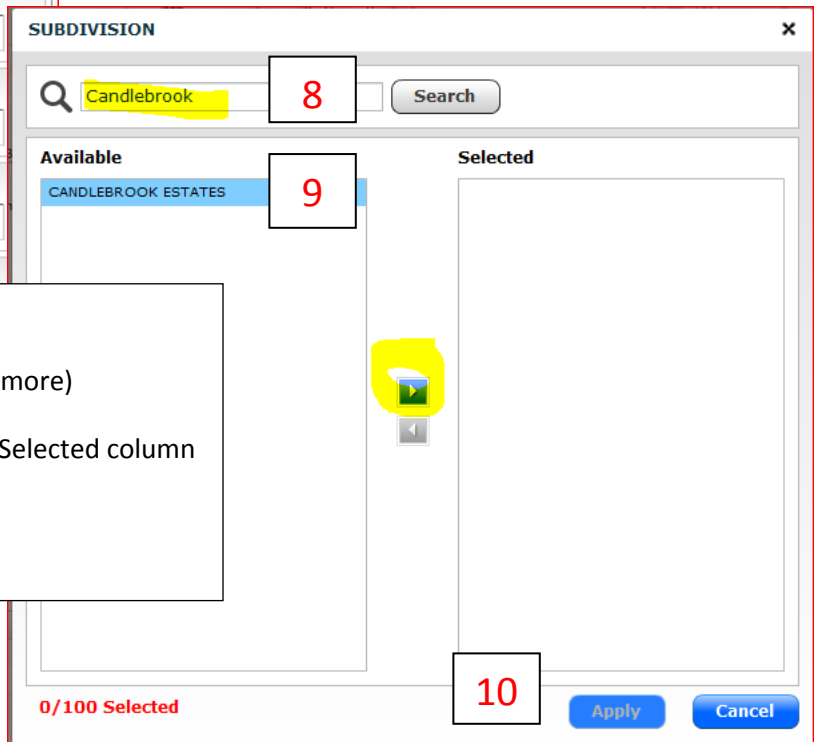 SUBDIVISION
Candlebrook
8
Search
Available
Selected
CANDLEBROOK ESTATES
9
more)
Selected column
0/100 Selected
10
Apply
Cancel